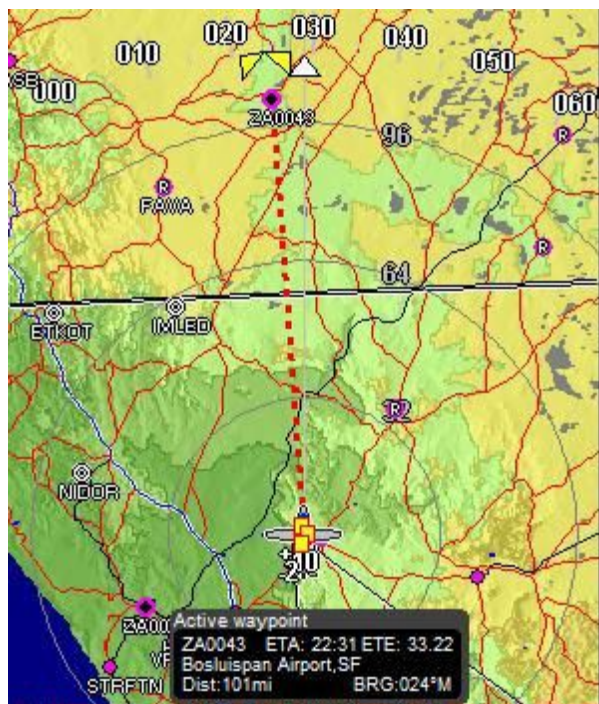 020
030
010
040
050
000
060
ZA0043
96
R
R
FAWA
R
64
ETKOT
IMLED
R
NIDOR
Active waypoint
ZA0043 ETA: 22:31 ETE: 33.22
Bosluispan Airport,SF
Dist:101mi BRG:024°M
STRFTN